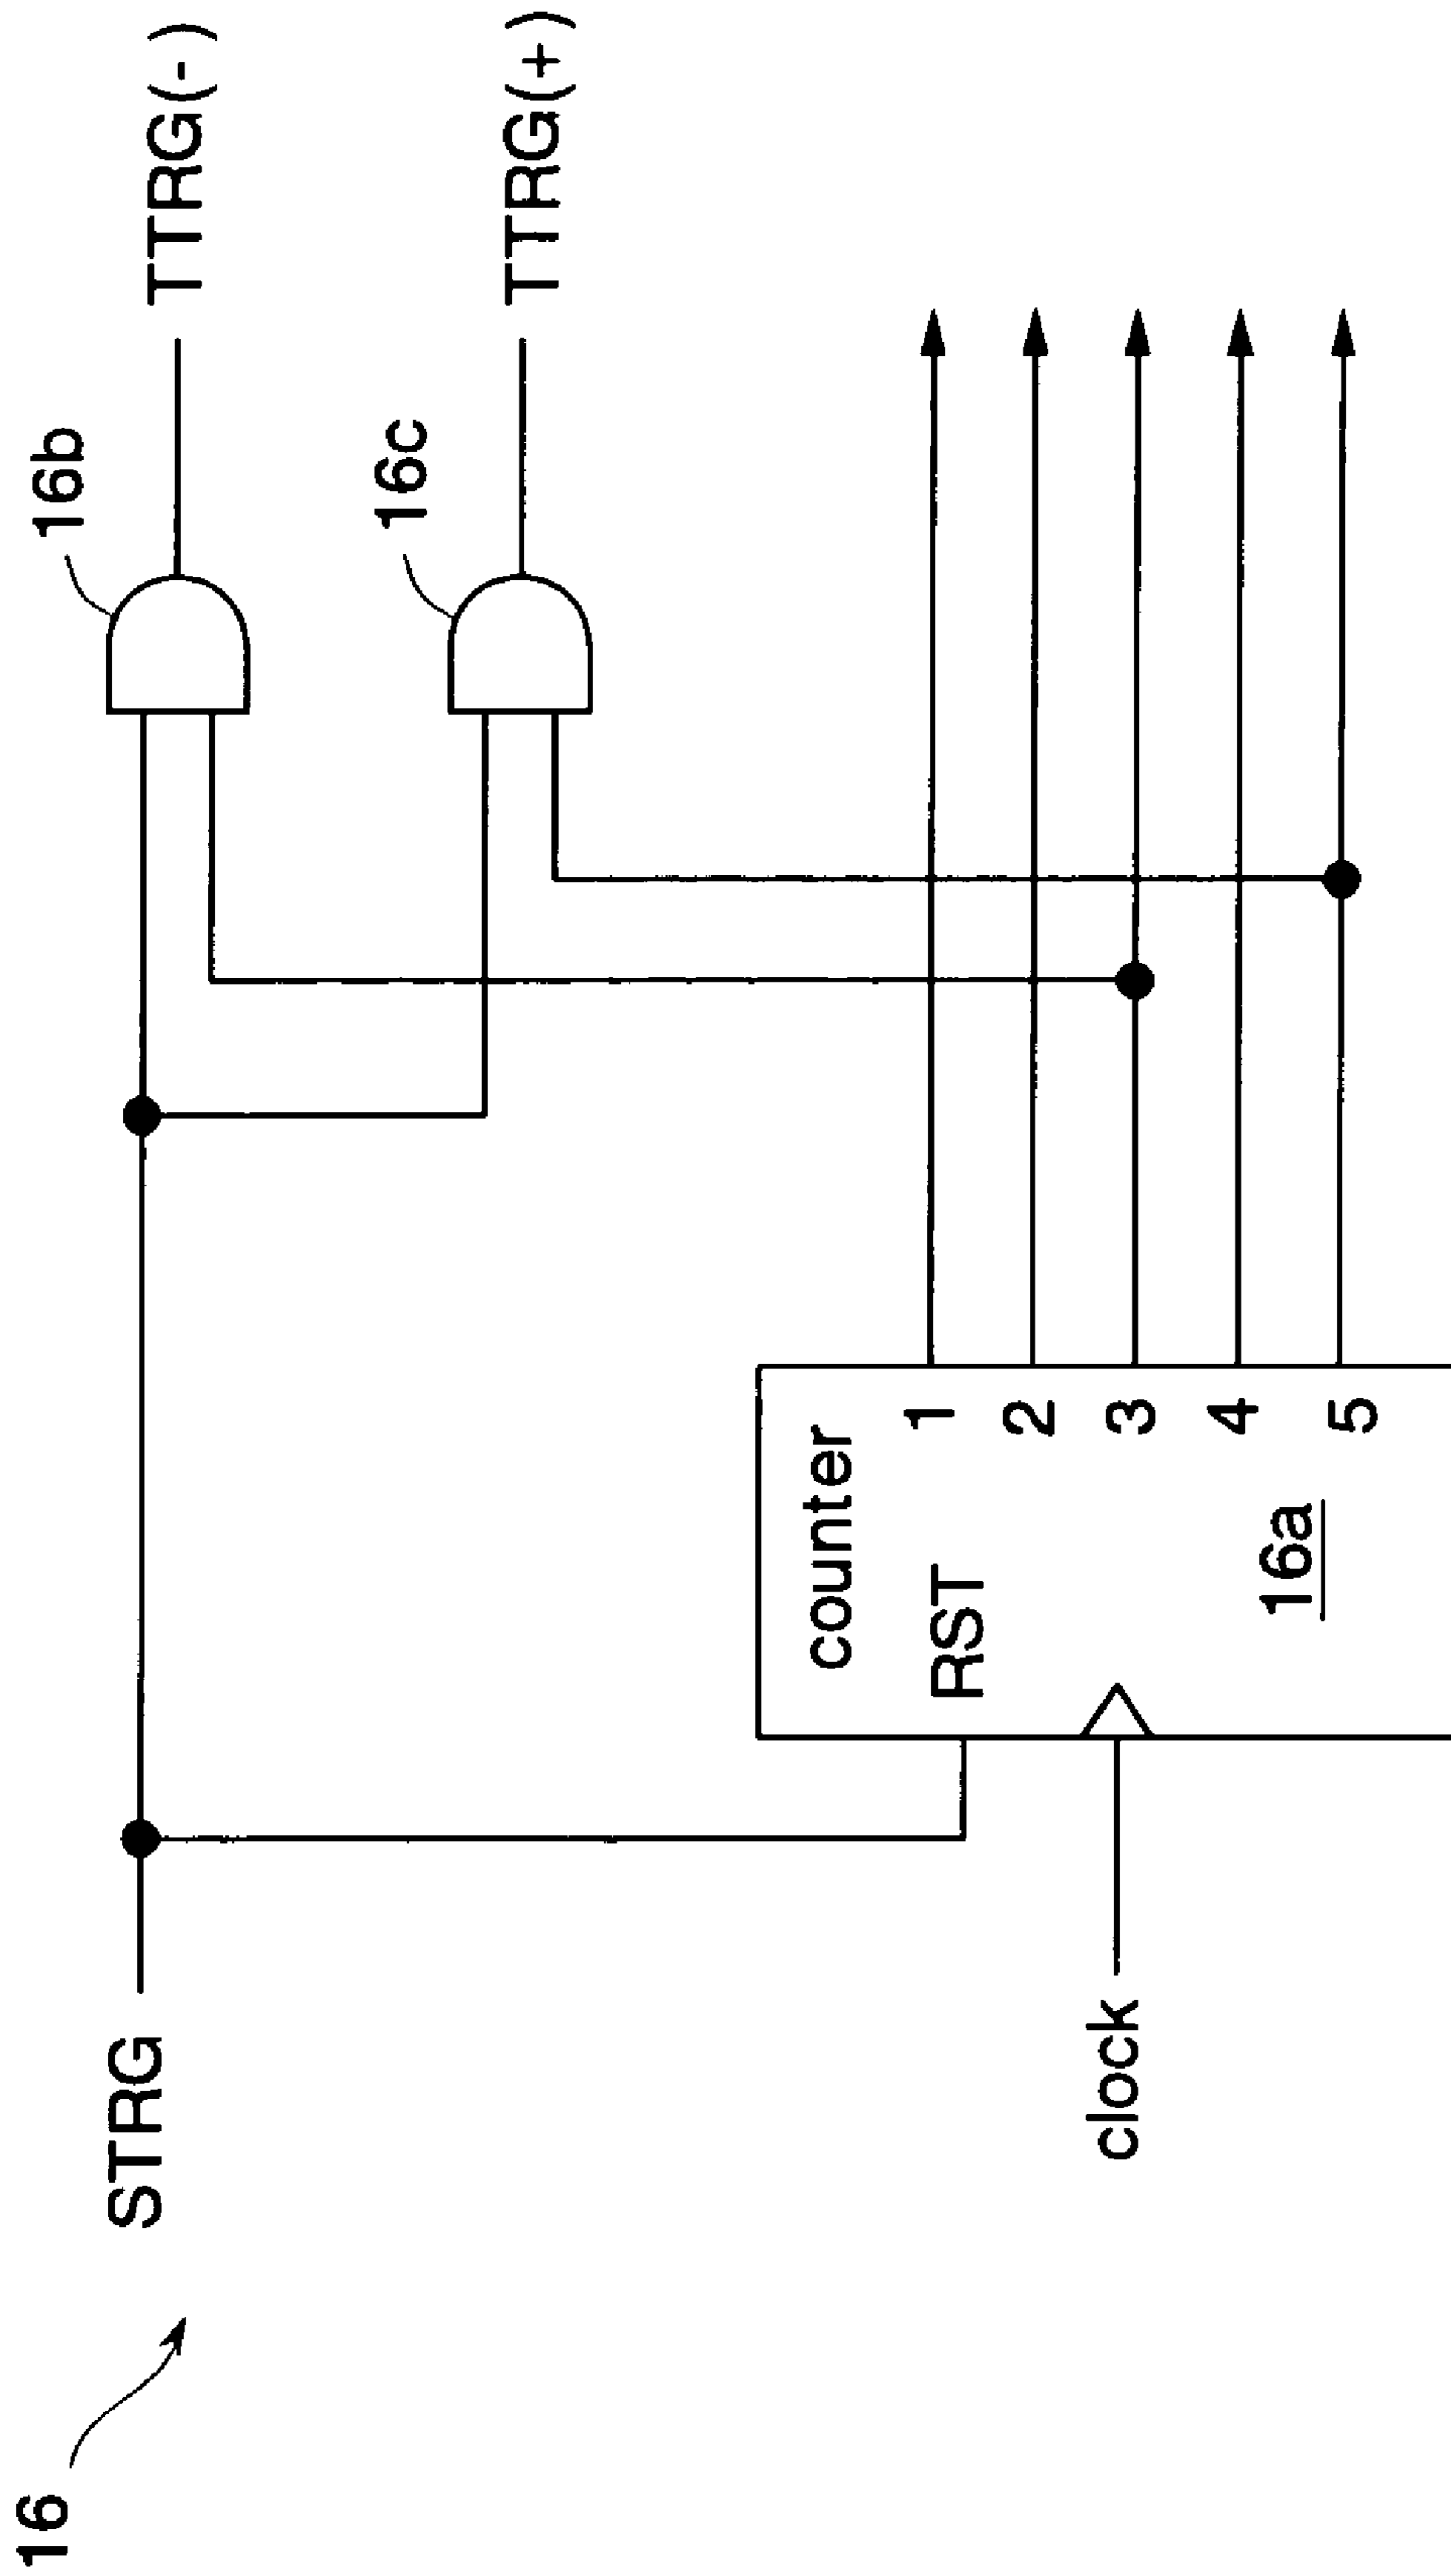 16
STRG
16b
TTRG(-)
16c
TTRG(+)
counter
RST
1
2
3
4
5
16a
clock